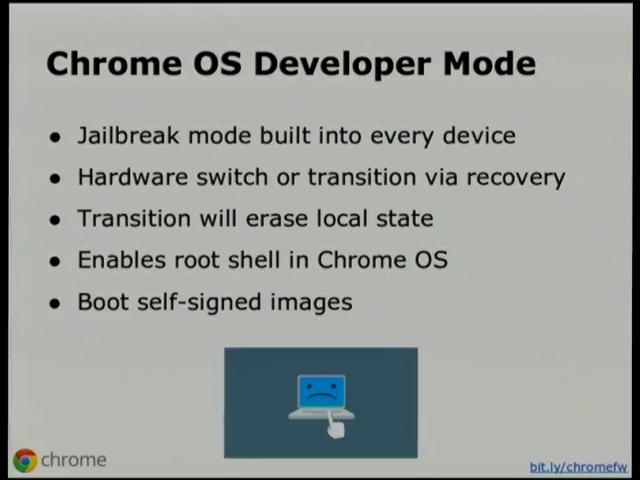 Chrome OS Developer Mode
● Jailbreak mode built into every device
● Hardware switch or transition via recovery
● Transition will erase local state
● Enables root shell in Chrome OS
● Boot self-signed images
chrome
bit.ly/chromefw